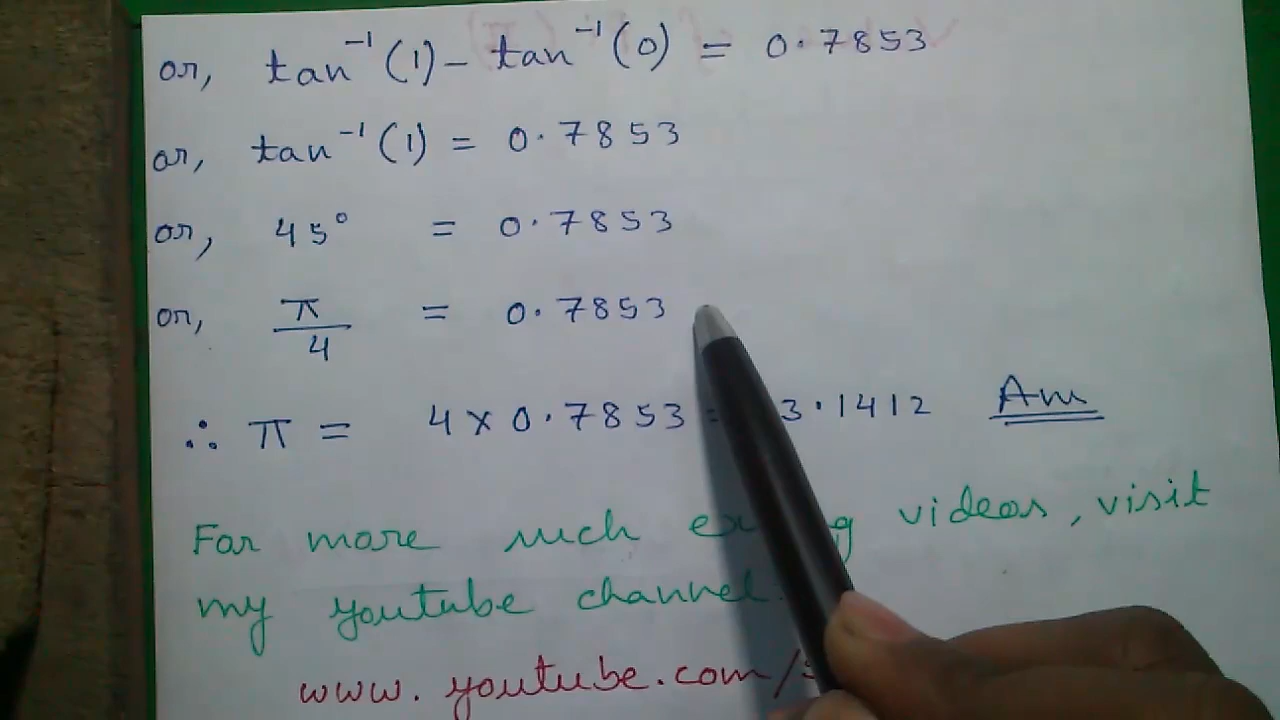 or, tan⁻¹(1) – tan⁻¹(0) = 0.7853
or, tan⁻¹(1) = 0.7853
or, 45° = 0.7853
or, π/4 = 0.7853
∴ π = 4 × 0.7853 = 3.1412 Ans
For more such videos, visit
my youtube channel
www.youtube.com/